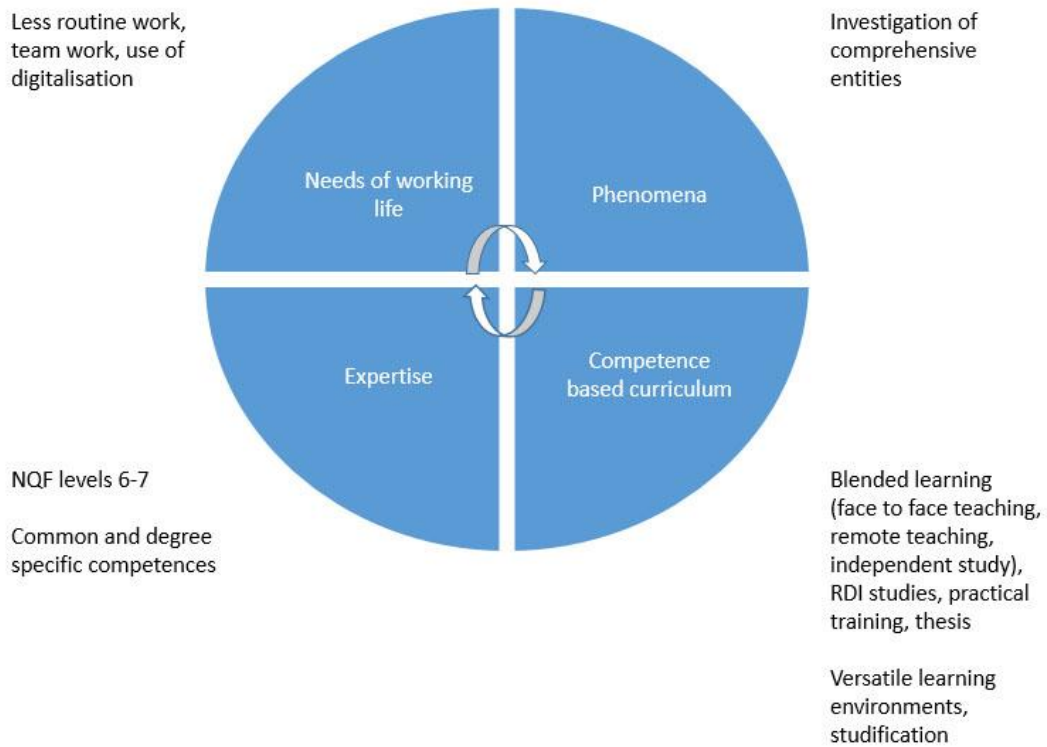 Less routine work,
team work, use of
digitalisation
Investigation of
comprehensive
entities
Needs of working
life
Phenomena
Expertise
Competence
based curriculum
NQF levels 6-7
Common and degree
specific competences
Blended learning
(face to face teaching,
remote teaching,
independent study),
RDI studies, practical
training, thesis
Versatile learning
environments,
studification